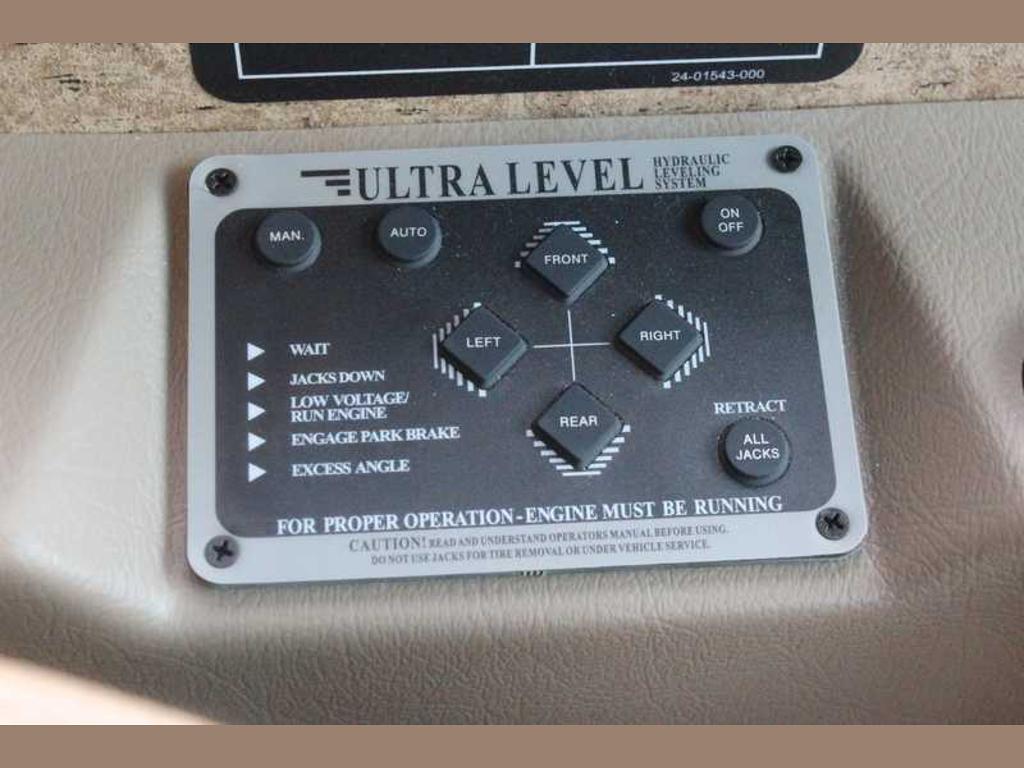 24-01543-000
ULTRA LEVEL
HYDRAULIC
LEVELING
SYSTEM
MAN.
AUTO
ON
OFF
FRONT
LEFT
RIGHT
REAR
WAIT
JACKS DOWN
LOW VOLTAGE/
RUN ENGINE
ENGAGE PARK BRAKE
EXCESS ANGLE
RETRACT
ALL
JACKS
FOR PROPER OPERATION - ENGINE MUST BE RUNNING
CAUTION! READ AND UNDERSTAND OPERATORS MANUAL BEFORE USING.
DO NOT USE JACKS FOR TIRE REMOVAL OR UNDER VEHICLE SERVICE.